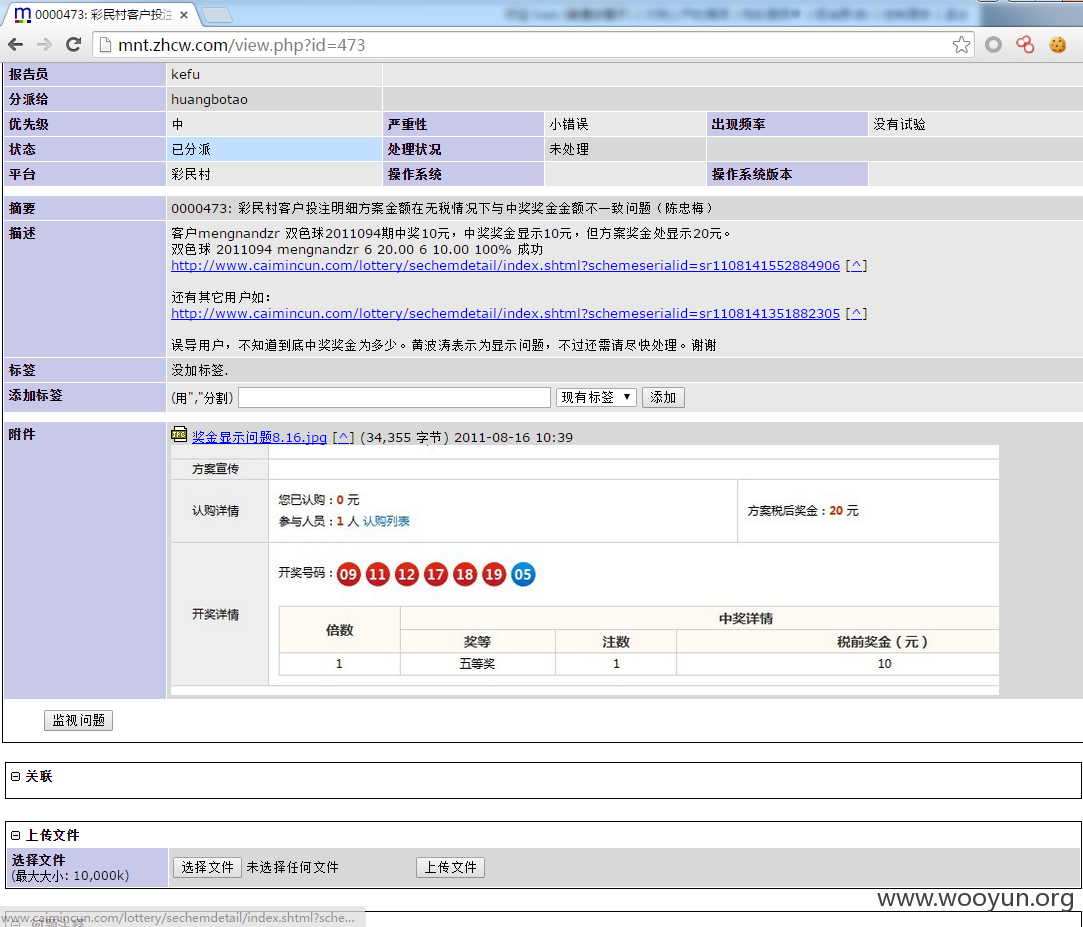 0000473: 彩民村客户投注
mnt.zhcw.com/view.php?id=473
报告员 kefu
分派给 huangbotao
优先级 中 严重性 小错误 出现频率 没有试验
状态 已分派 处理状况 未处理
平台 彩民村 操作系统 操作系统版本
摘要 0000473: 彩民村客户投注明细方案金额在无税情况下与中奖奖金金额不一致问题（陈忠梅）
描述 客户mengnandzr 双色球2011094期中奖10元，中奖奖金显示10元，但方案奖金处显示20元。
双色球 2011094 mengnandzr 6 20.00 6 10.00 100% 成功
http://www.caimincun.com/lottery/sechemdetail/index.shtml?schemeserialid=sr1108141552884906 [^]
还有其它用户如：
http://www.caimincun.com/lottery/sechemdetail/index.shtml?schemeserialid=sr1108141351882305 [^]
误导用户，不知道到底中奖奖金为多少。黄波涛表示为显示问题，不过还需请尽快处理。谢谢
标签 没加标签.
添加标签 (用","分割) 现有标签 添加
附件 奖金显示问题8.16.jpg [^] (34,355 字节) 2011-08-16 10:39
方案宣传
认购详情 您已认购：0 元 方案税后奖金：20 元
参与人员：1 人 认购列表
开奖号码：09 11 12 17 18 19 05
开奖详情
倍数 中奖详情
奖等 注数 税前奖金（元）
1 五等奖 1 10
监视问题
关联
上传文件
选择文件 选择文件 未选择任何文件 上传文件
(最大大小: 10,000k)
www.wooyun.org
www.caimincun.com/lottery/sechemdetail/index.shtml?sche...